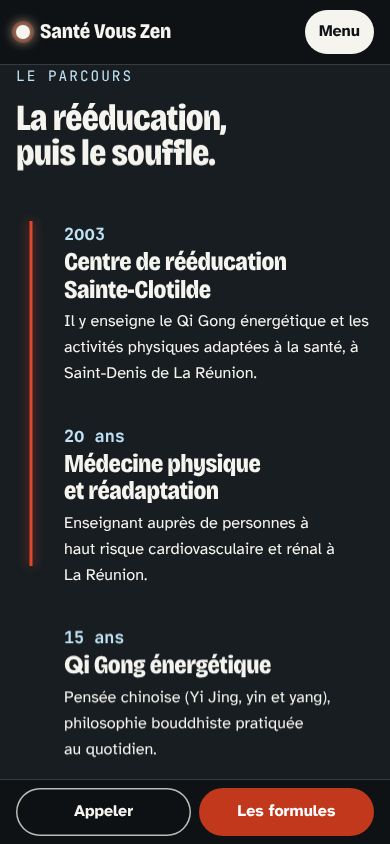 Santé Vous Zen
Menu
LE PARCOURS
La rééducation,
puis le souffle.
2003
Centre de rééducation
Sainte-Clotilde
Il y enseigne le Qi Gong énergétique et les
activités physiques adaptées à la santé, à
Saint-Denis de La Réunion.
20 ans
Médecine physique
et réadaptation
Enseignant auprès de personnes à
haut risque cardiovasculaire et rénal à
La Réunion.
15 ans
Qi Gong énergétique
Pensée chinoise (Yi Jing, yin et yang),
philosophie bouddhiste pratiquée
au quotidien.
Appeler
Les formules